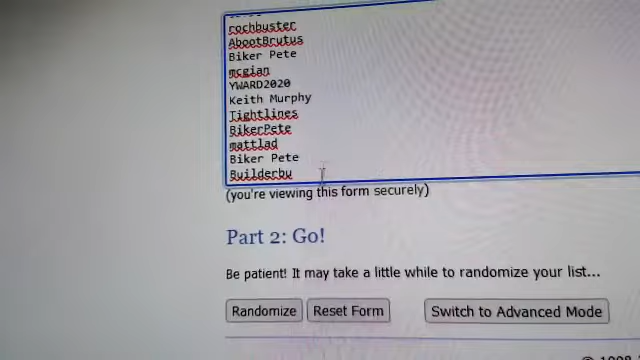 rochbuster
AbootBrutus
Biker Pete
mcgian
YWARD2020
Keith Murphy
Tightlines
BikerPete
mattlad
Biker Pete
Builderbu
(you're viewing this form securely)
Part 2: Go!
Be patient! It may take a little while to randomize your list...
Randomize Reset Form Switch to Advanced Mode